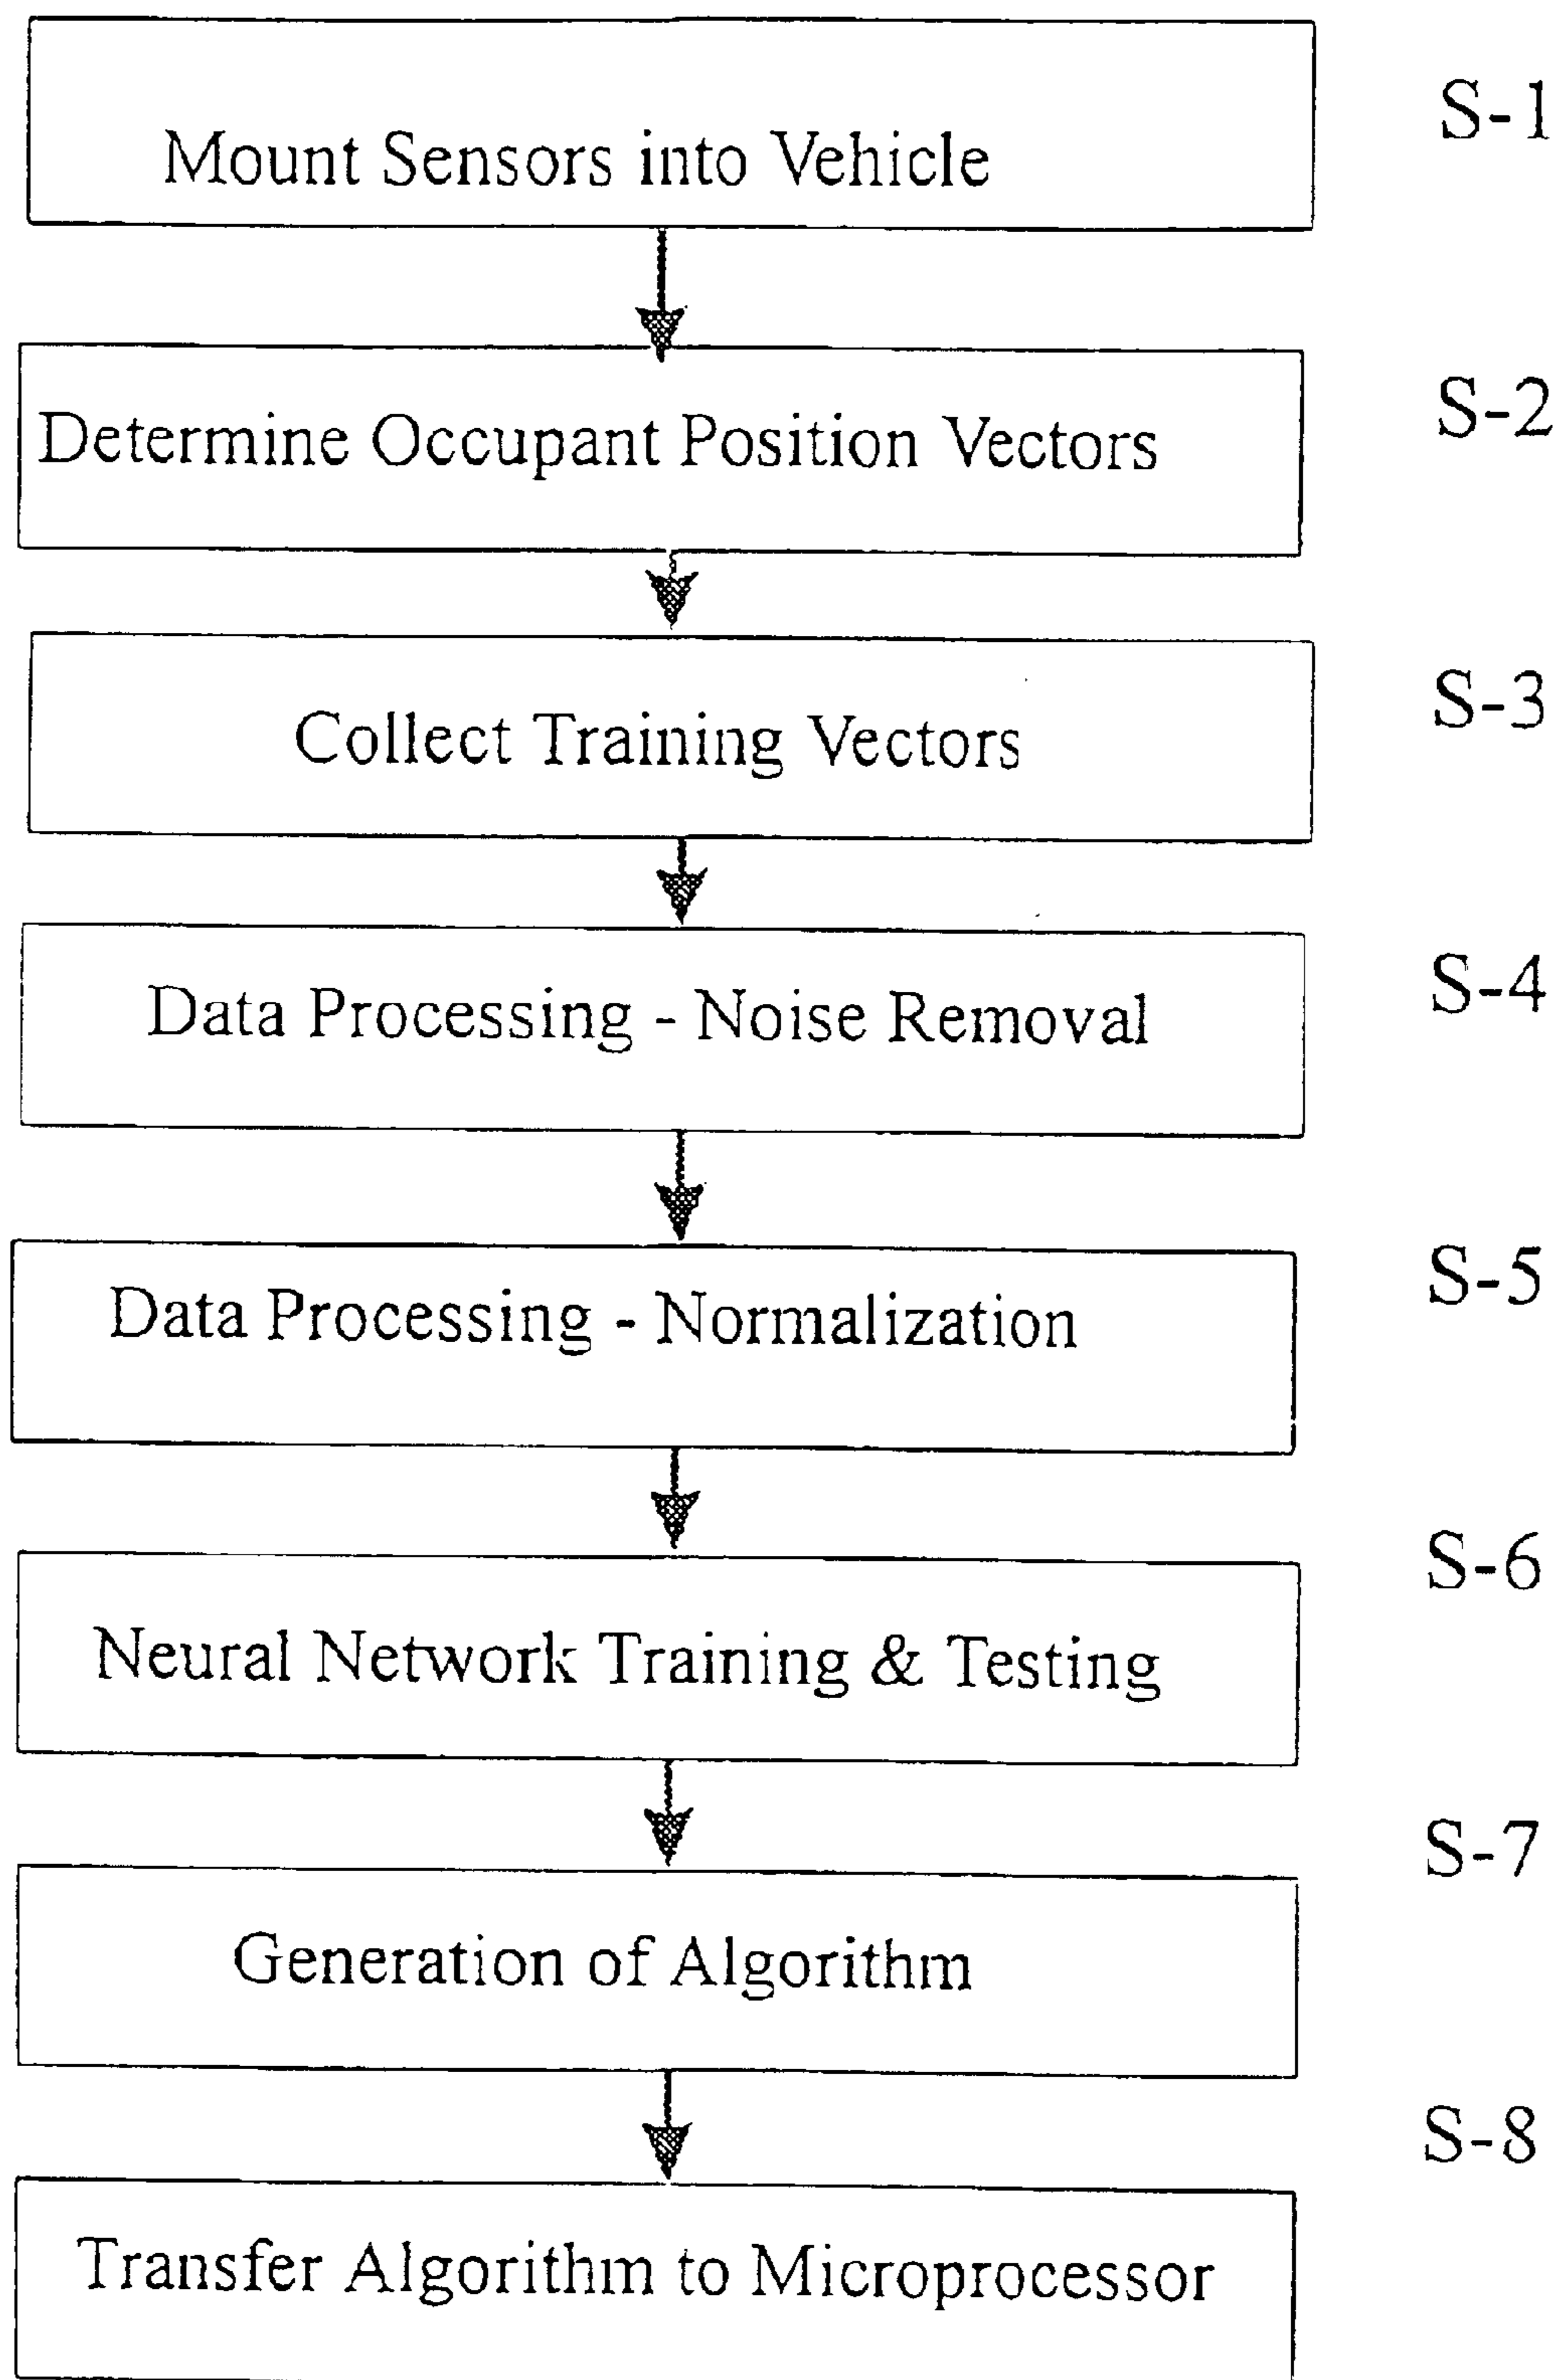 Mount Sensors into Vehicle
S-1
Determine Occupant Position Vectors
S-2
Collect Training Vectors
S-3
Data Processing - Noise Removal
S-4
Data Processing - Normalization
S-5
Neural Network Training & Testing
S-6
Generation of Algorithm
S-7
Transfer Algorithm to Microprocessor
S-8